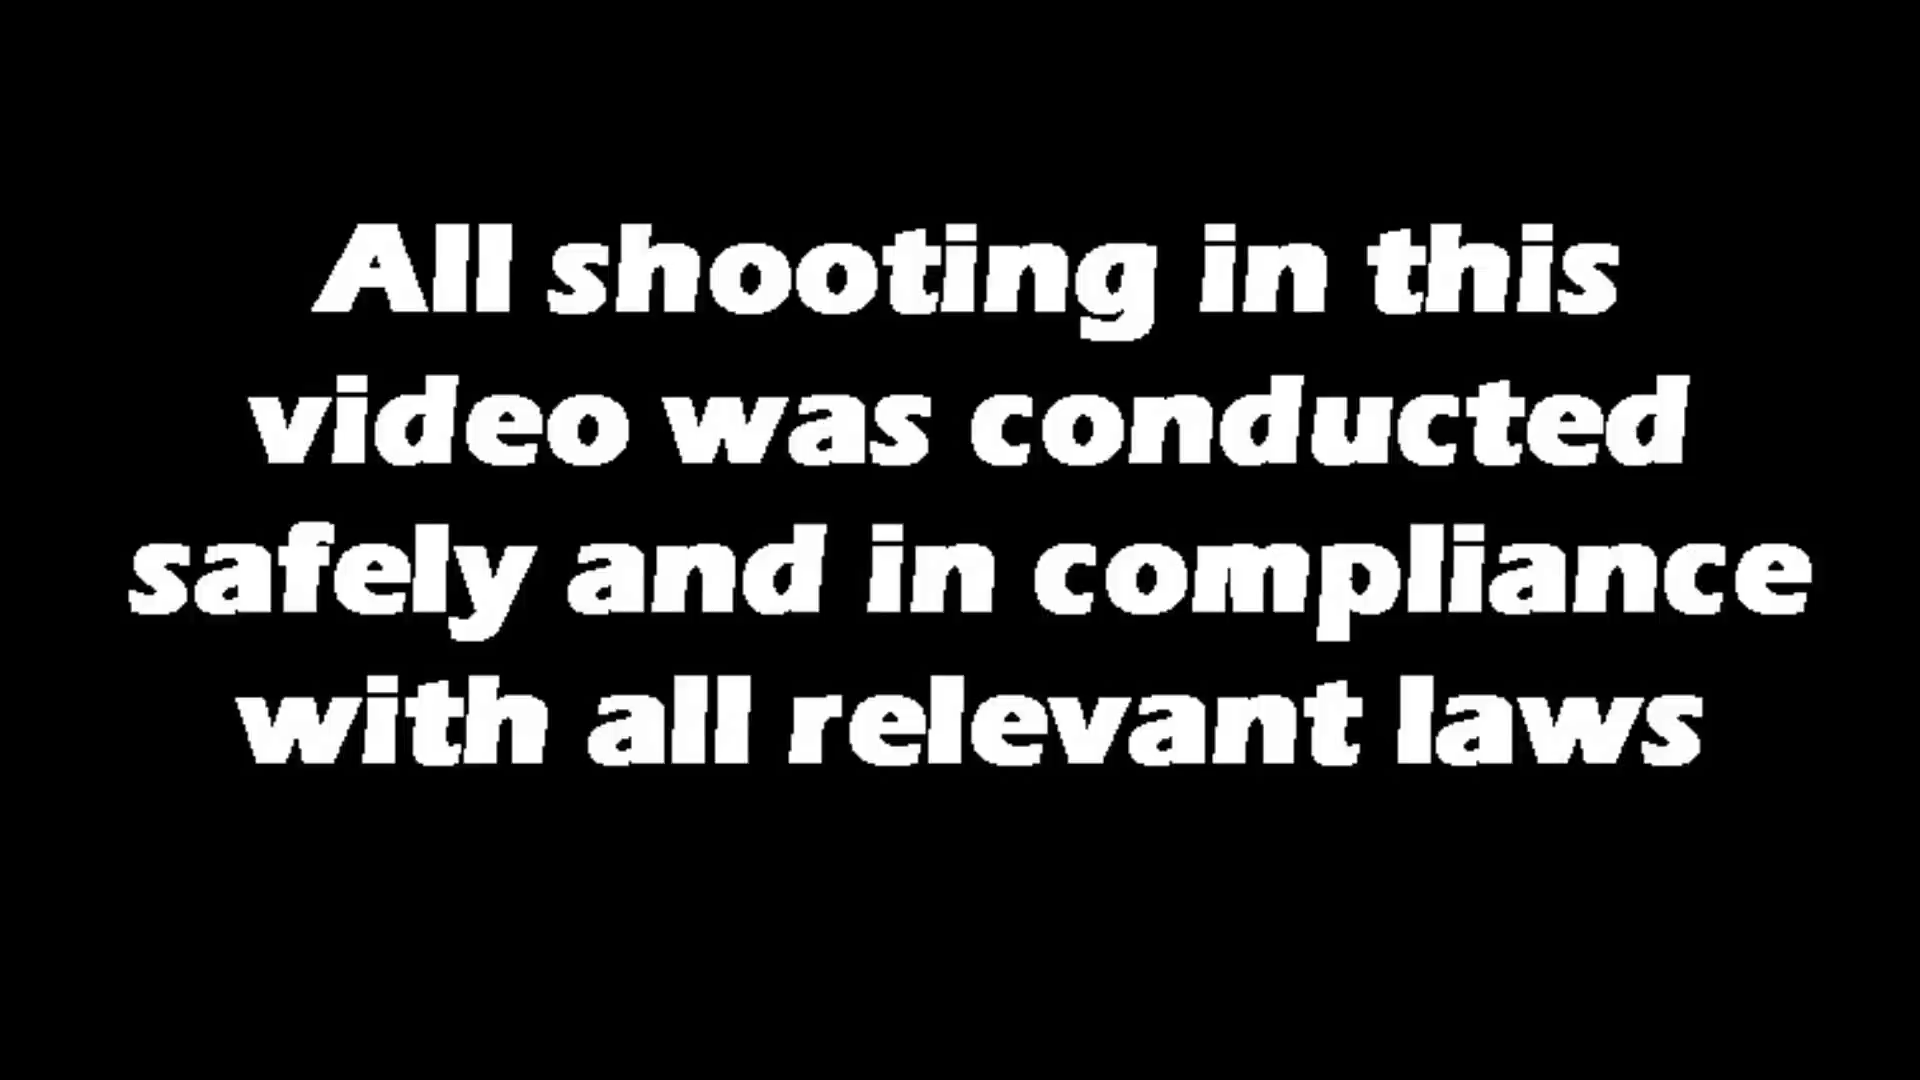 All shooting in this
video was conducted
safely and in compliance
with all relevant laws